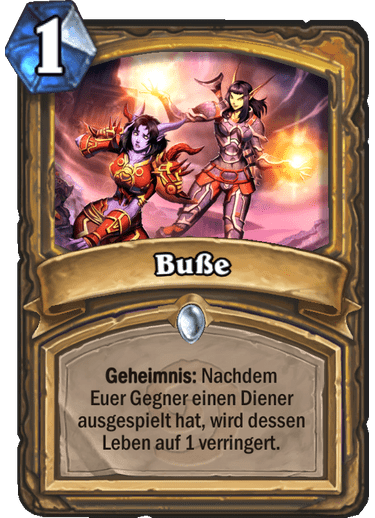 1
Buße
Geheimnis: Nachdem
Euer Gegner einen Diener
ausgespielt hat, wird dessen
Leben auf 1 verringert.